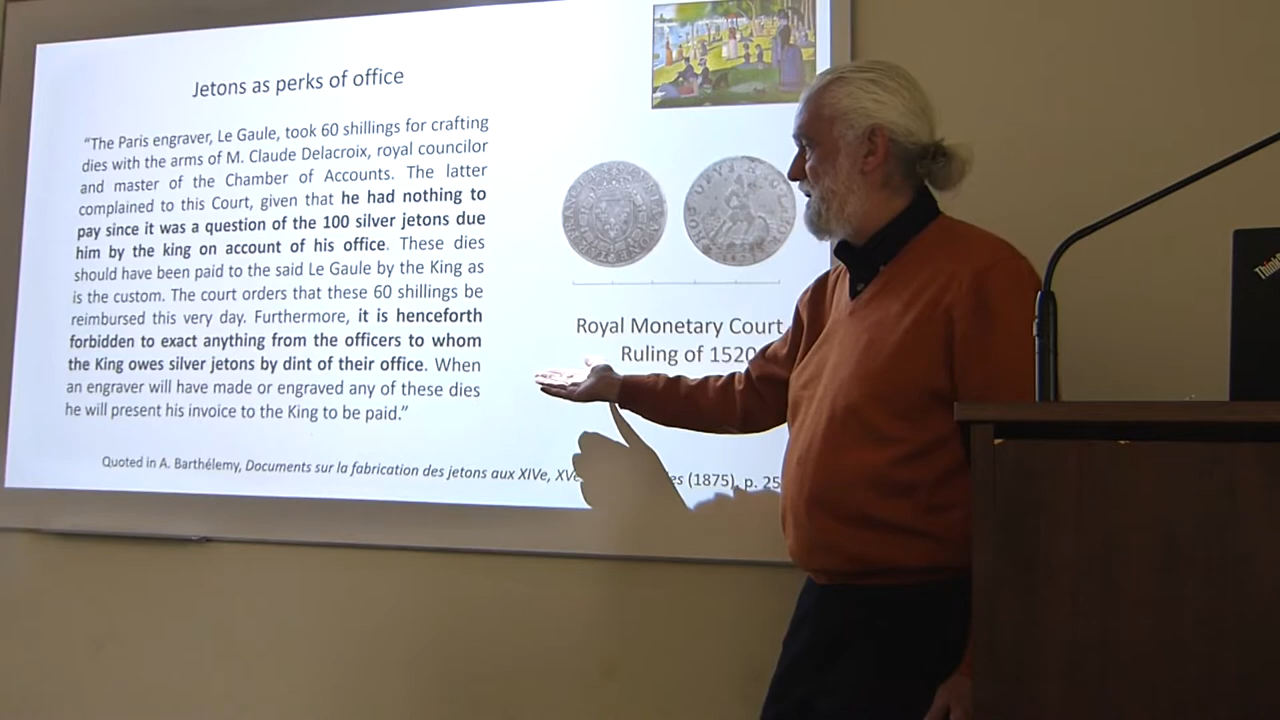 Jetons as perks of office
“The Paris engraver, Le Gaule, took 60 shillings for crafting
dies with the arms of M. Claude Delacroix, royal councilor
and master of the Chamber of Accounts. The latter
complained to this Court, given that he had nothing to
pay since it was a question of the 100 silver jetons due
him by the king on account of his office. These dies
should have been paid to the said Le Gaule by the King as
is the custom. The court orders that these 60 shillings be
reimbursed this very day. Furthermore, it is henceforth
forbidden to exact anything from the officers to whom
the King owes silver jetons by dint of their office. When
an engraver will have made or engraved any of these dies
he will present his invoice to the King to be paid.”
Royal Monetary Court
Ruling of 1520
Quoted in A. Barthélemy, Documents sur la fabrication des jetons aux XIVe, XVe es (1875), p. 25